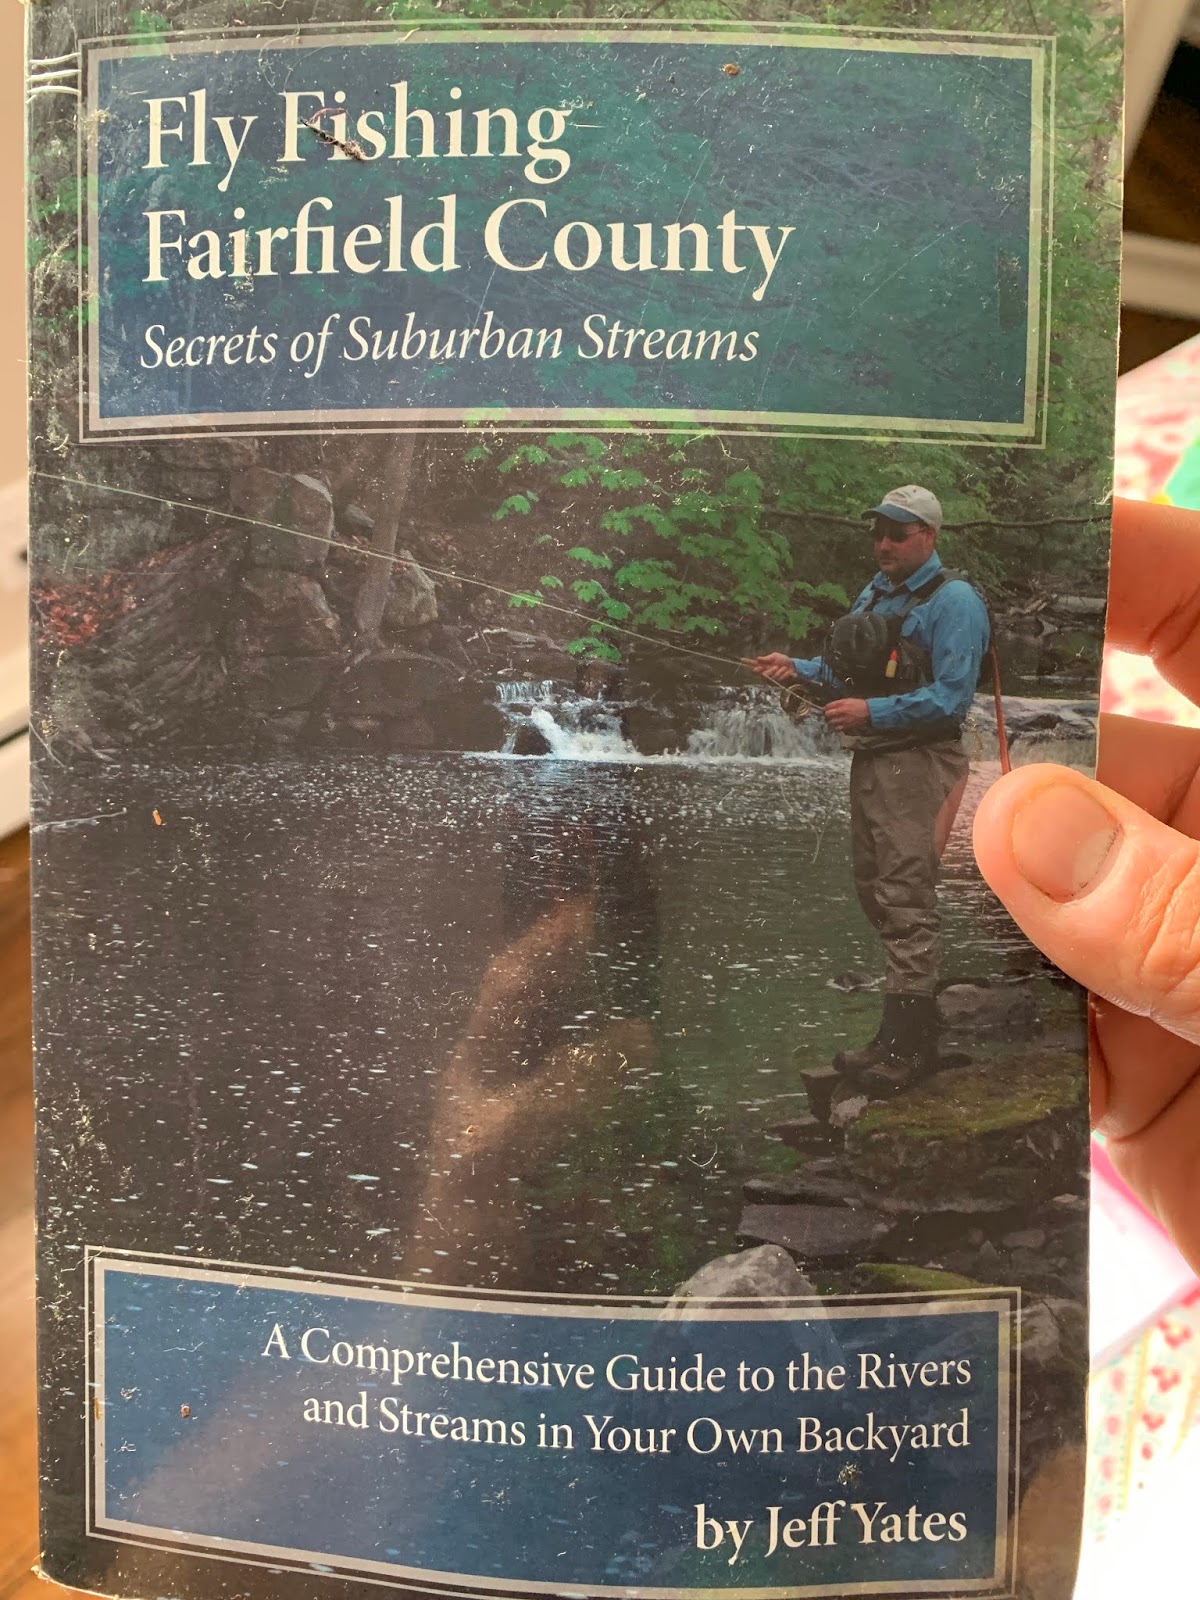 Fly Fishing
Fairfield County
Secrets of Suburban Streams
A Comprehensive Guide to the Rivers
and Streams in Your Own Backyard
by Jeff Yates